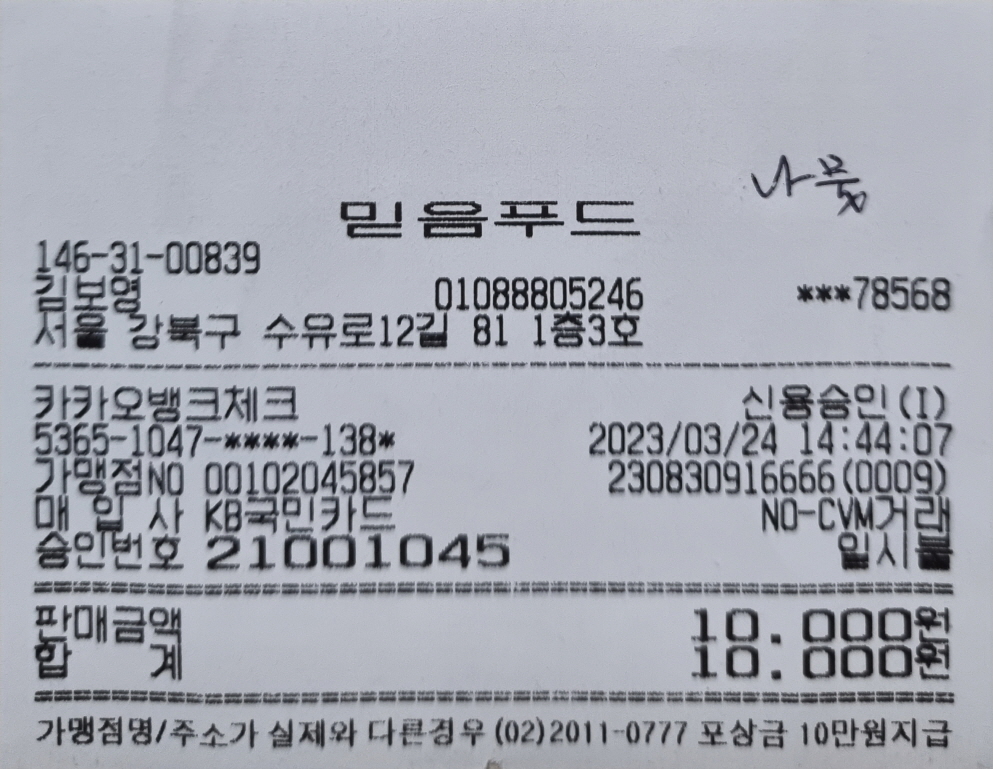 나눔
믿음푸드
146-31-00839
김보영 01088805246 ***78568
서울 강북구 수유로12길 81 1층3호
카카오뱅크체크 신용승인(I)
5365-1047-****-138* 2023/03/24 14:44:07
가맹점NO 00102045857 230830916666(0009)
매 입 사 KB국민카드 NO-CVM거래
승인번호 21001045 일시불
판매금액 10.000원
합 계 10.000원
가맹점명/주소가 실제와 다른경우 (02)2011-0777 포상금 10만원지급